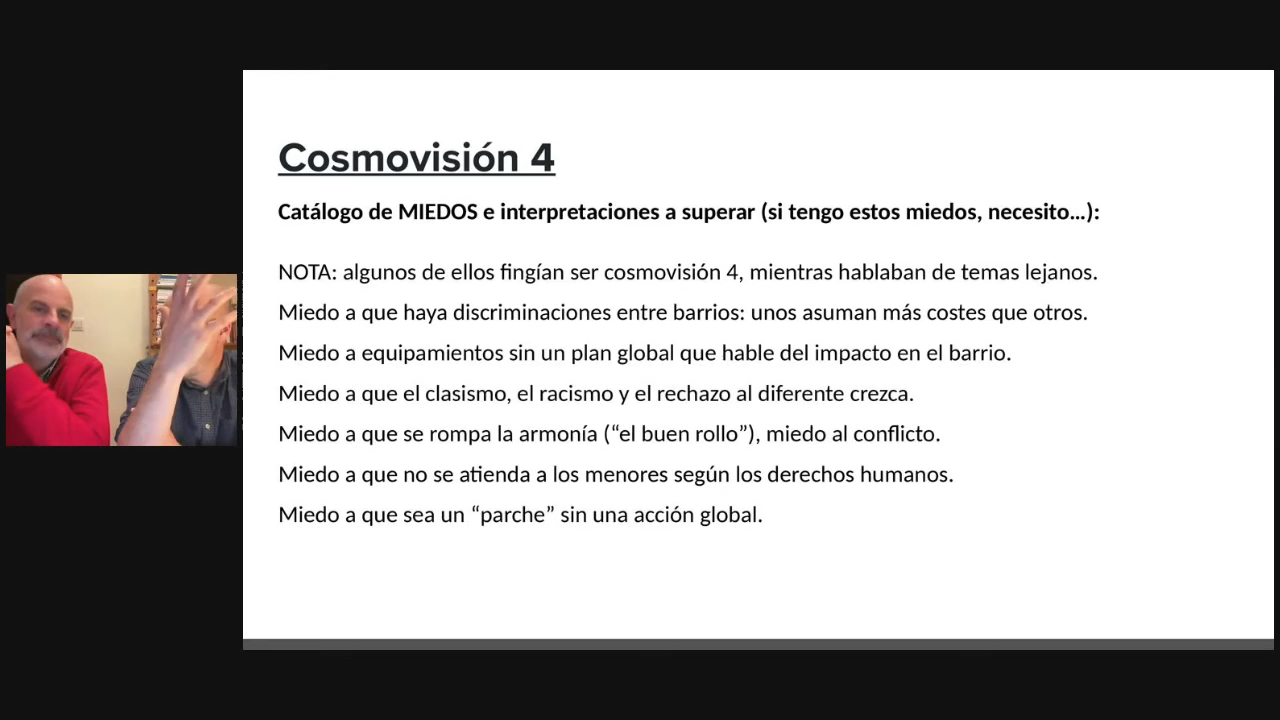 Cosmovisión 4
Catálogo de MIEDOS e interpretaciones a superar (si tengo estos miedos, necesito…):
NOTA: algunos de ellos fingían ser cosmovisión 4, mientras hablaban de temas lejanos.
Miedo a que haya discriminaciones entre barrios: unos asuman más costes que otros.
Miedo a equipamientos sin un plan global que hable del impacto en el barrio.
Miedo a que el clasismo, el racismo y el rechazo al diferente crezca.
Miedo a que se rompa la armonía (“el buen rollo”), miedo al conflicto.
Miedo a que no se atienda a los menores según los derechos humanos.
Miedo a que sea un “parche” sin una acción global.